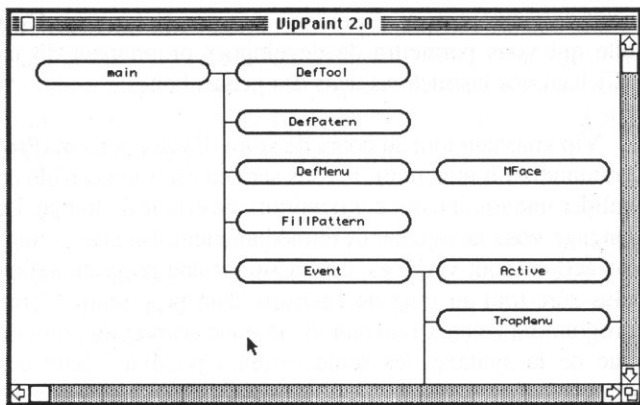 VipPaint 2.0
main
DefTool
DefPatern
DefMenu
MFace
FillPattern
Event
Active
TrapMenu